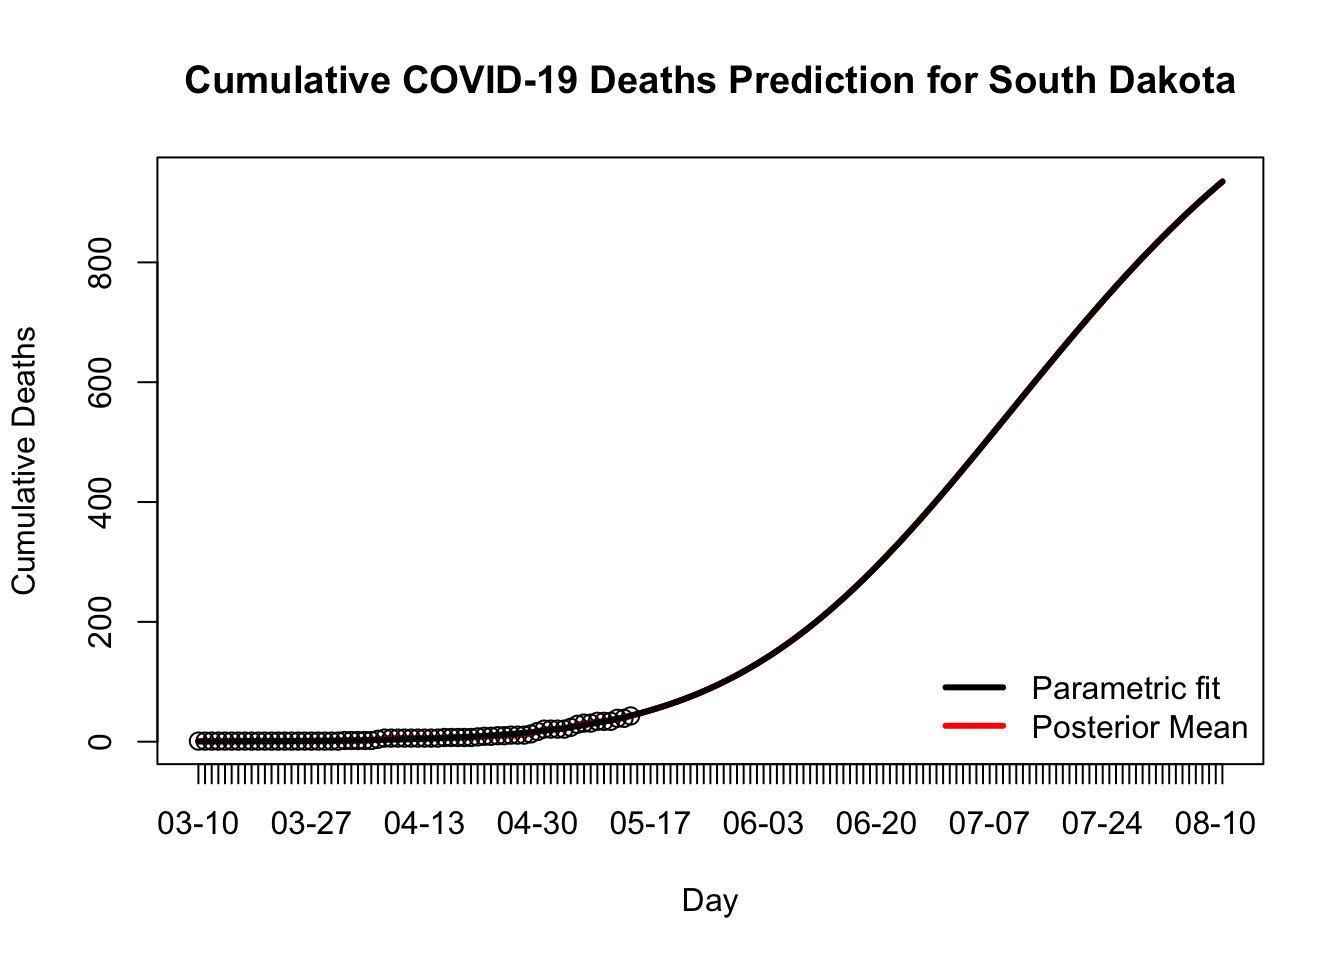 Cumulative COVID-19 Deaths Prediction for South Dakota
Cumulative Deaths
800
600
400
200
0
Parametric fit
Posterior Mean
03-10 03-27 04-13 04-30 05-17 06-03 06-20 07-07 07-24 08-10
Day